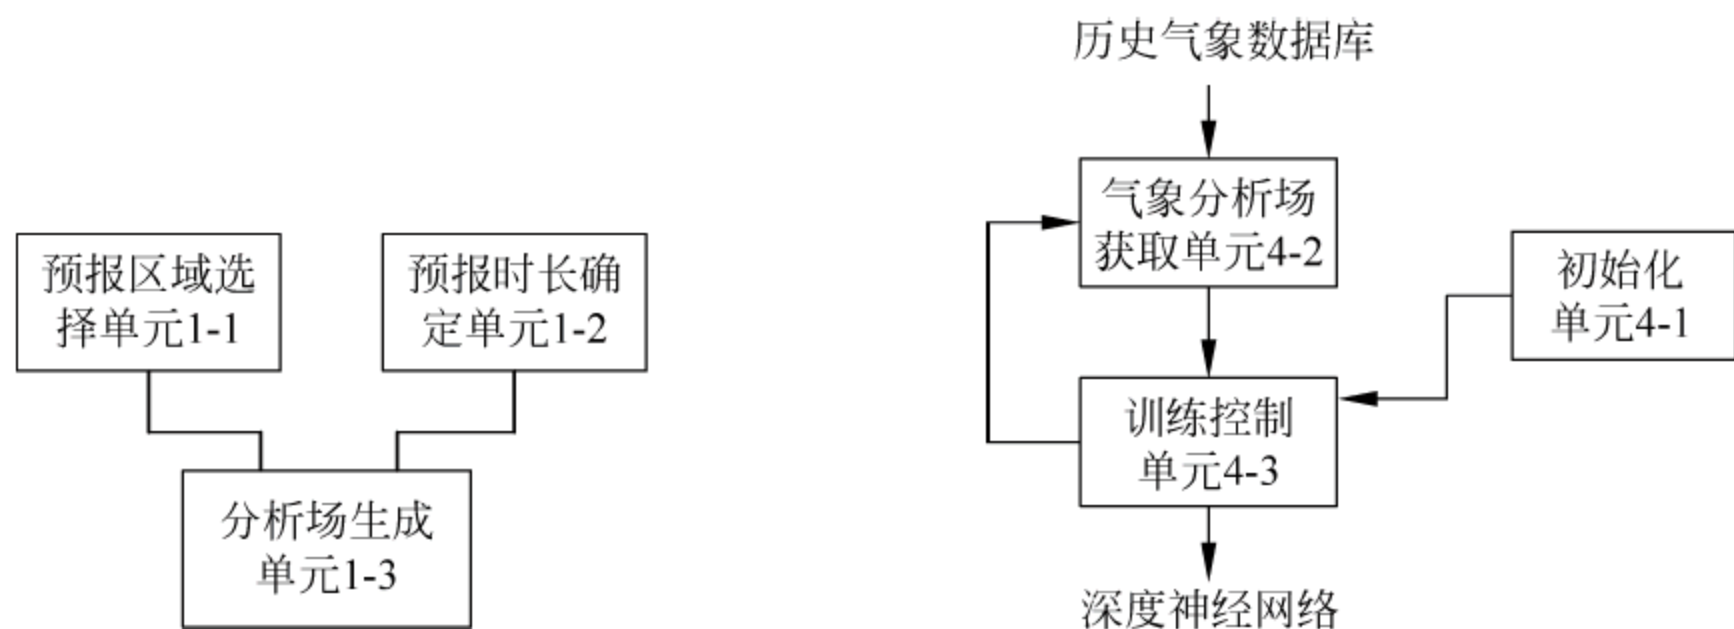 预报区域选
择单元1-1
预报时长确
定单元1-2
分析场生成
单元1-3
历史气象数据库
气象分析场
获取单元4-2
初始化
单元4-1
训练控制
单元4-3
深度神经网络